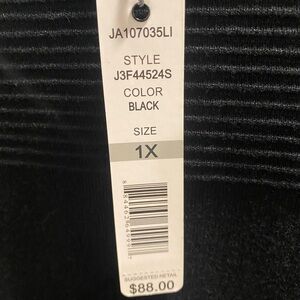 JA107035LI
STYLE
J3F44524S
COLOR
BLACK
SIZE
1X
SUGGESTED RETAIL
$88.00